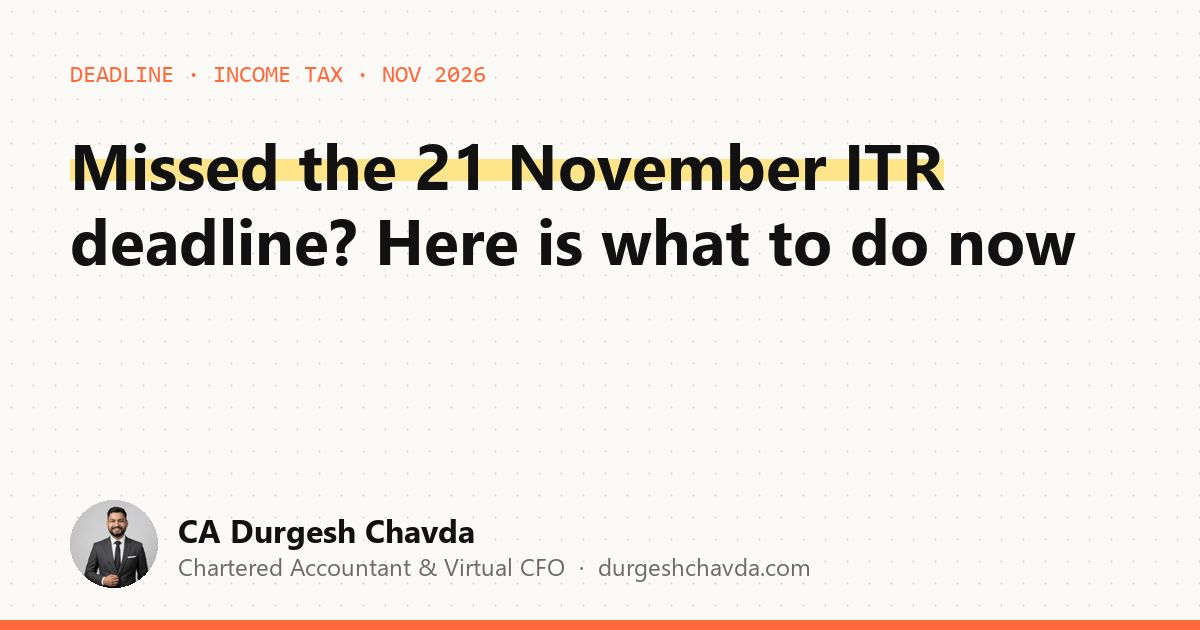 DEADLINE · INCOME TAX · NOV 2026
Missed the 21 November ITR
deadline? Here is what to do now
CA Durgesh Chavda
Chartered Accountant & Virtual CFO · durgeshchavda.com